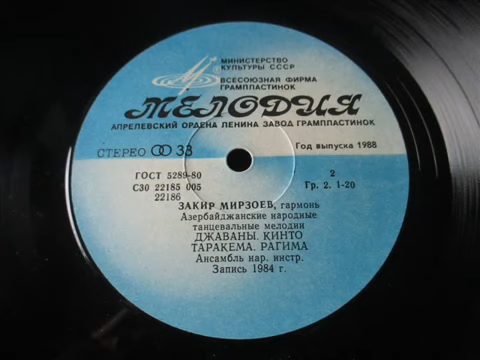 МИНИСТЕРСТВО
КУЛЬТУРЫ СССР
ВСЕСОЮЗНАЯ ФИРМА
ГРАМПЛАСТИНОК
МЕЛОДИЯ
АПРЕЛЕВСКИЙ ОРДЕНА ЛЕНИНА ЗАВОД ГРАМПЛАСТИНОК
СТЕРЕО 33
Год выпуска 1988
ГОСТ 5289-80
С30 22185 005
22186
2
Гр. 2. 1-20
ЗАКИР МИРЗОЕВ, гармонь
Азербайджанские народные
танцевальные мелодии
ДЖАВАНЫ. КИНТО
ТАРАКЕМА. РАГИМА
Ансамбль нар. инстр.
Запись 1984 г.